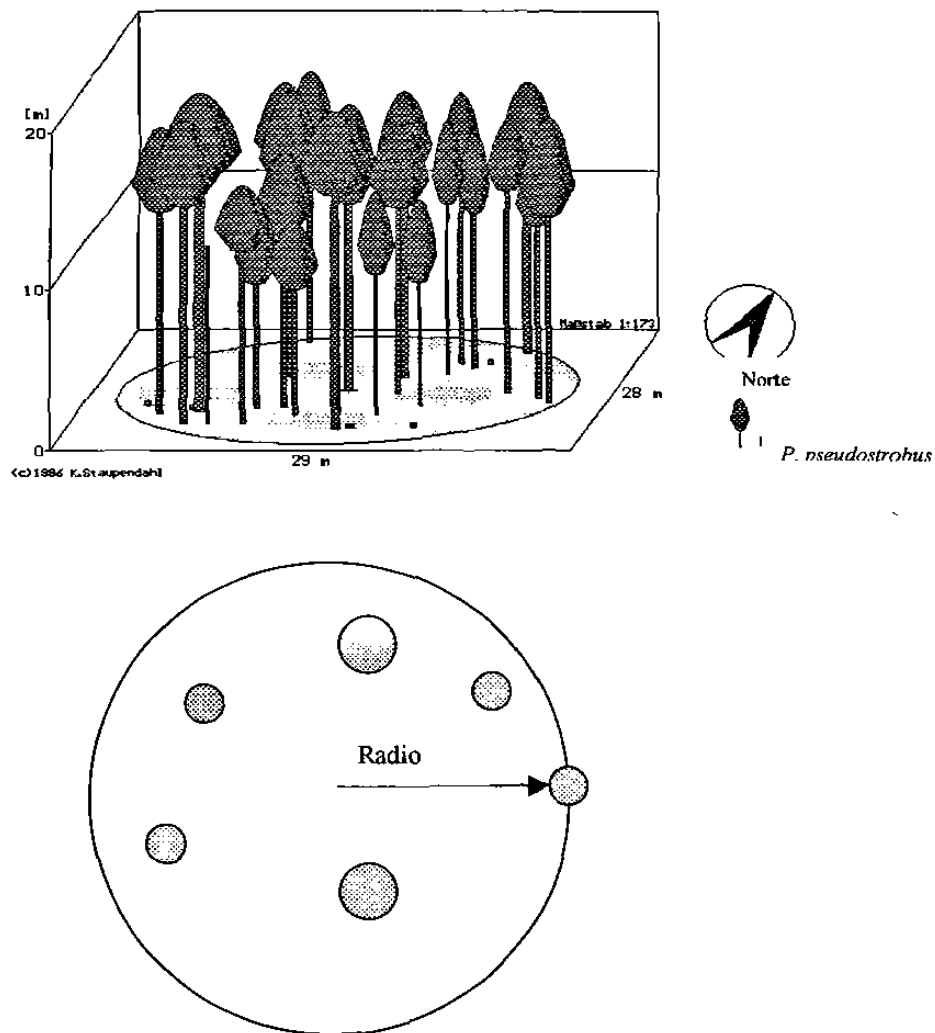 [m]
20
10
0
Maßstab 1:173
28 m
29 m
(c)1986 K.Staupendahl
Norte
P. pseudostrobus
Radio